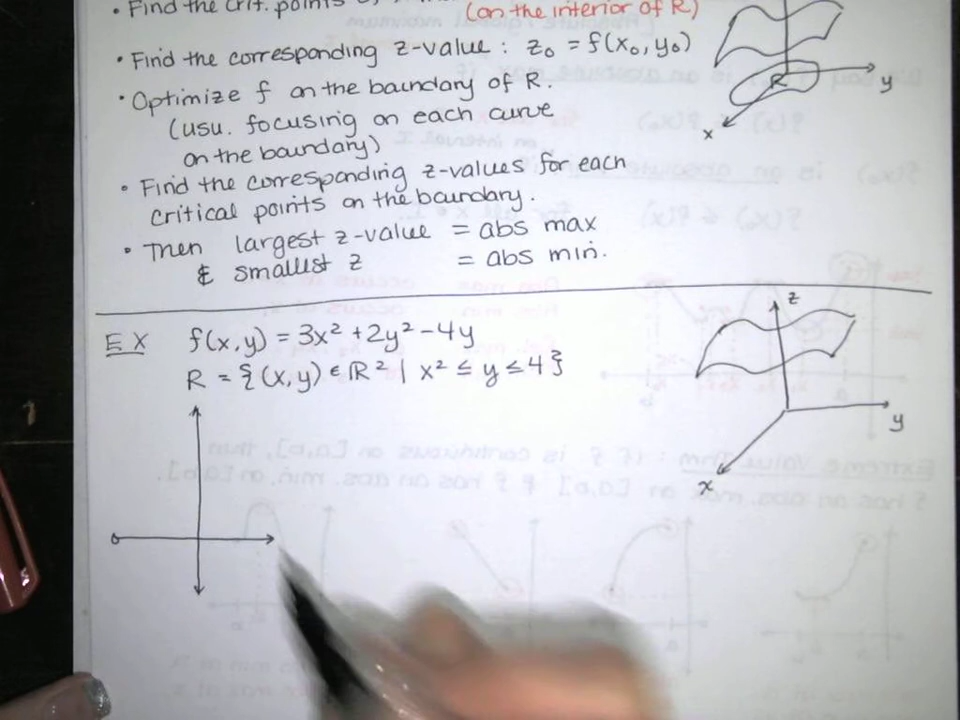 • Find the crit. points
(on the interior of R)
• Find the corresponding z-value : z₀ = f(x₀, y₀)
• Optimize f on the boundary of R.
(usu. focusing on each curve
on the boundary)
• Find the corresponding z-values for each
critical points on the boundary.
• Then largest z-value = abs max
& smallest z = abs min.
R
y
x
EX f(x,y) = 3x² + 2y² - 4y
R = {(x,y) ∈ ℝ² | x² ≤ y ≤ 4}
z
y
x